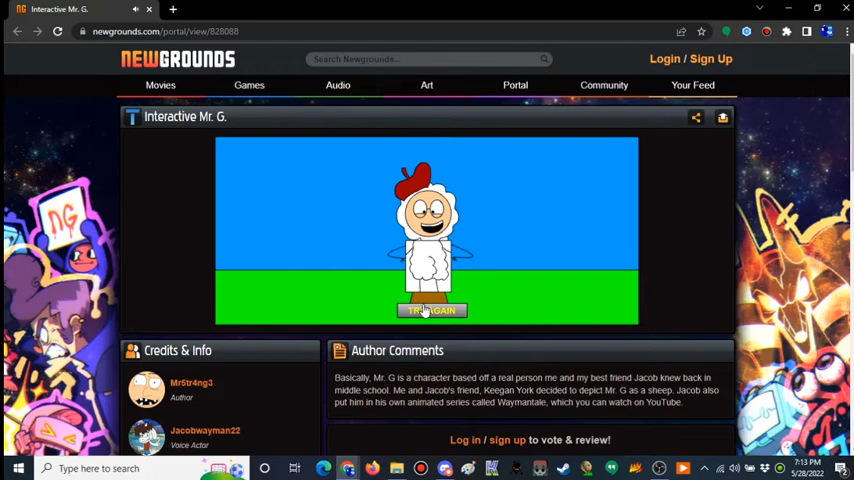 Interactive Mr. G.
newgrounds.com/portal/view/828088
NEWGROUNDS
Search Newgrounds...
Login / Sign Up
Movies
Games
Audio
Art
Portal
Community
Your Feed
Interactive Mr. G.
NG
TRY AGAIN
Credits & Info
Mr5tr4ng3
Author
Jacobwayman22
Voice Actor
Author Comments
Basically, Mr. G is a character based off a real person me and my best friend Jacob knew back in
middle school. Me and Jacob's friend, Keegan York decided to depict Mr. G as a sheep. Jacob also
put him in his own animated series called Waymantale, which you can watch on YouTube.
Log in / sign up to vote & review!
Type here to search
7:13 PM
5/28/2022